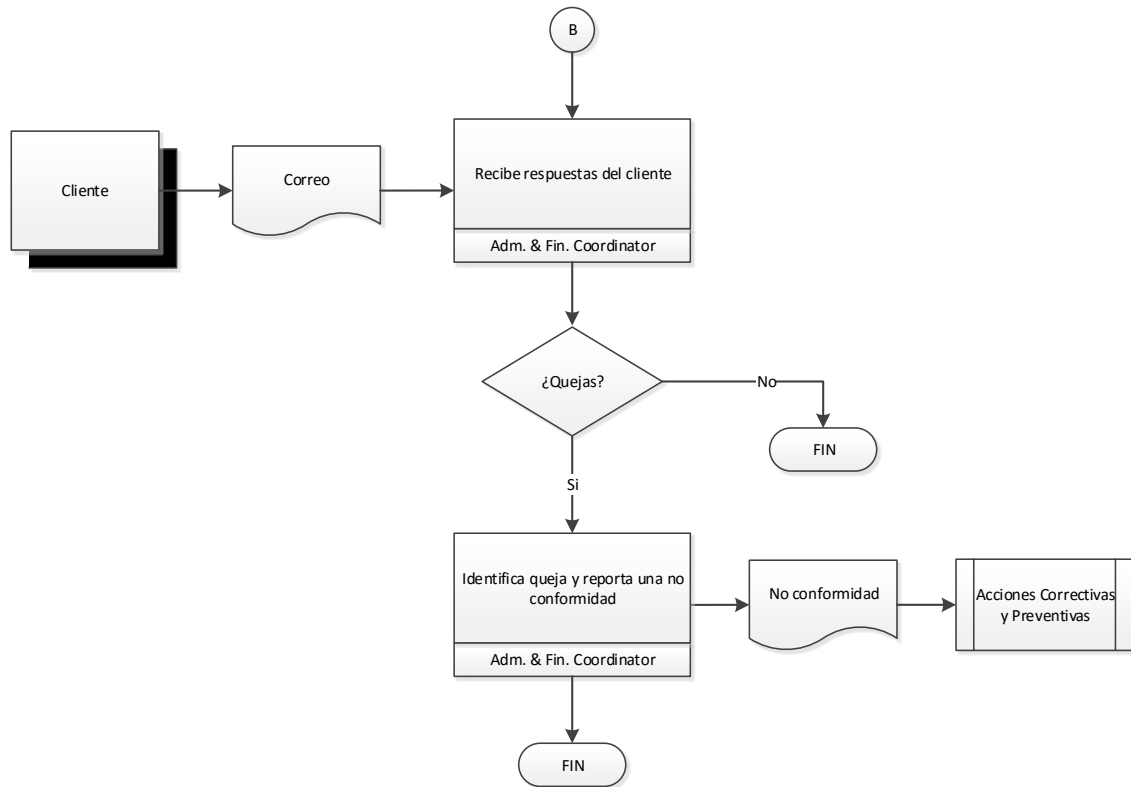 B
Cliente
Correo
Recibe respuestas del cliente
Adm. & Fin. Coordinator
¿Quejas?
No
FIN
Si
Identifica queja y reporta una no
conformidad
Adm. & Fin. Coordinator
No conformidad
Acciones Correctivas
y Preventivas
FIN